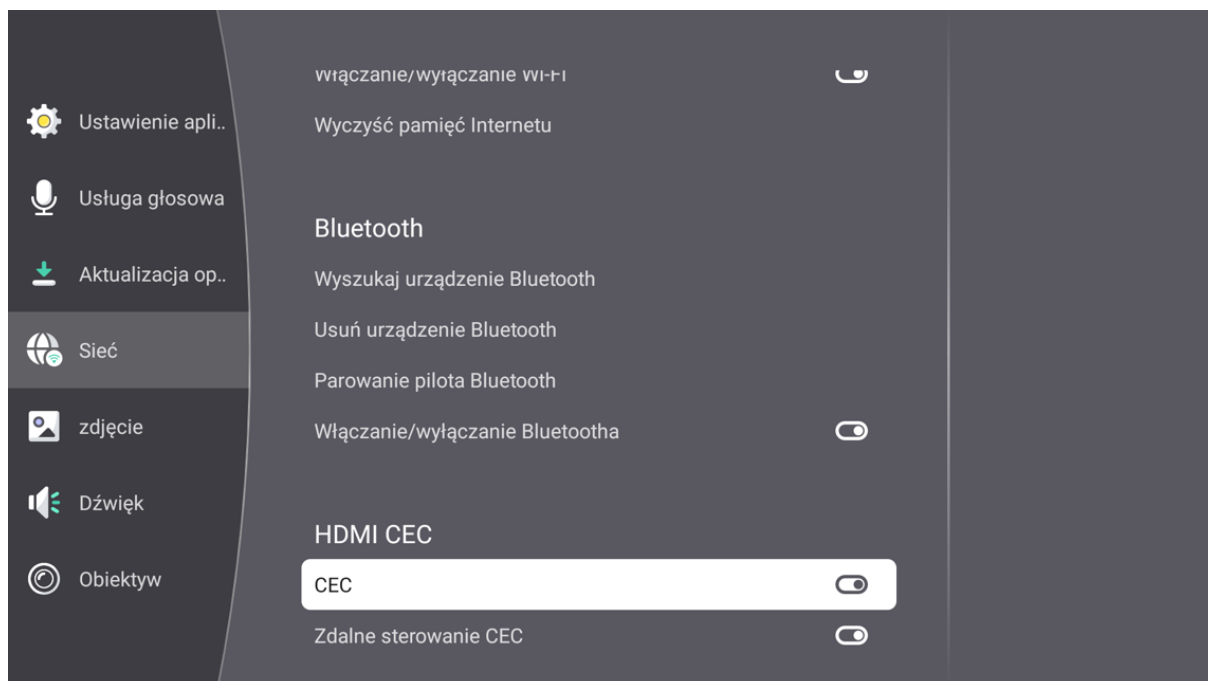 Włączanie/wyłączanie Wi-Fi
Ustawienie apli..
Wyczyść pamięć Internetu
Usługa głosowa
Bluetooth
Aktualizacja op..
Wyszukaj urządzenie Bluetooth
Usuń urządzenie Bluetooth
Sieć
Parowanie pilota Bluetooth
zdjęcie
Włączanie/wyłączanie Bluetootha
Dźwięk
HDMI CEC
Obiektyw
CEC
Zdalne sterowanie CEC